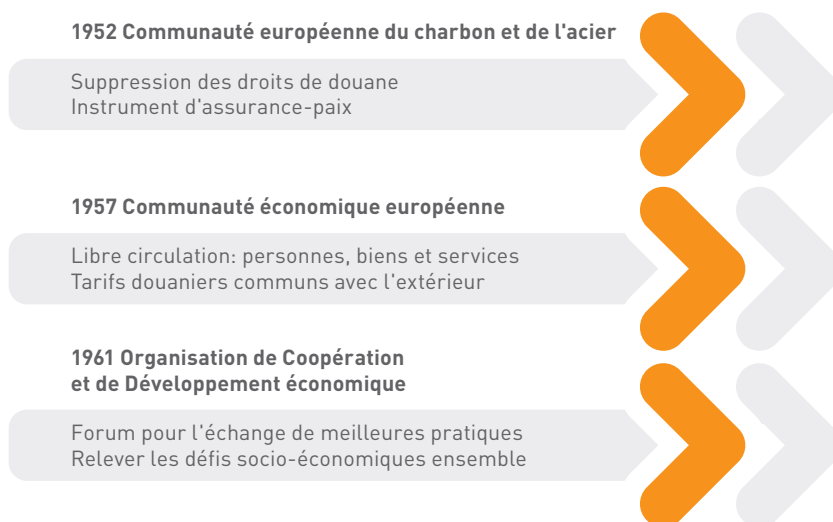 1952 Communauté européenne du charbon et de l'acier
Suppression des droits de douane
Instrument d'assurance-paix
1957 Communauté économique européenne
Libre circulation: personnes, biens et services
Tarifs douaniers communs avec l'extérieur
1961 Organisation de Coopération
et de Développement économique
Forum pour l'échange de meilleures pratiques
Relever les défis socio-économiques ensemble